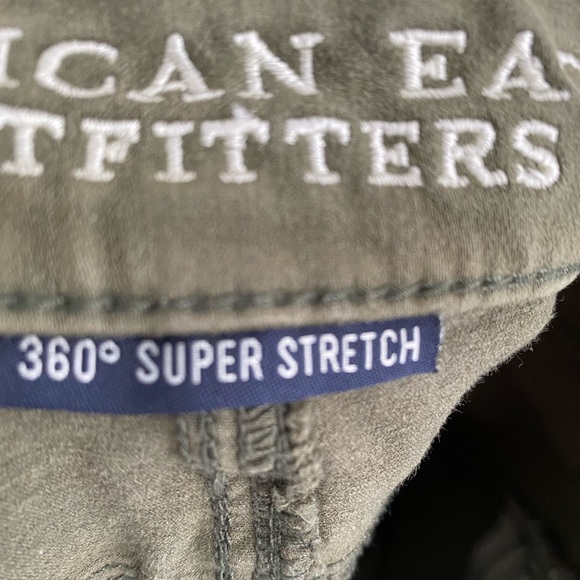 ICAN EA
TFITTERS
360° SUPER STRETCH